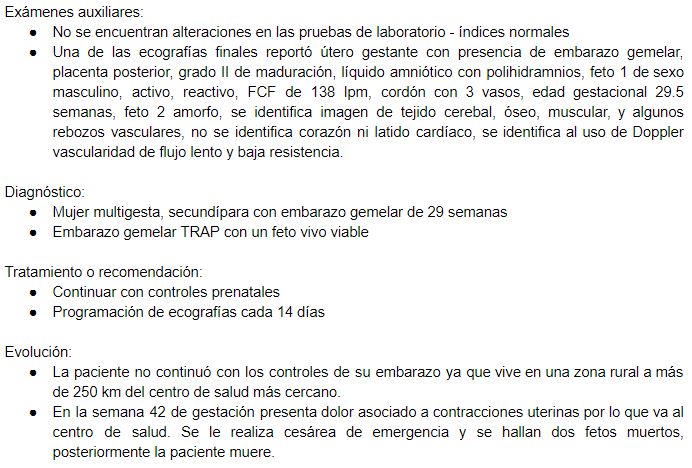 Exámenes auxiliares:
● No se encuentran alteraciones en las pruebas de laboratorio - índices normales
● Una de las ecografías finales reportó útero gestante con presencia de embarazo gemelar,
placenta posterior, grado II de maduración, líquido amniótico con polihidramnios, feto 1 de sexo
masculino, activo, reactivo, FCF de 138 lpm, cordón con 3 vasos, edad gestacional 29.5
semanas, feto 2 amorfo, se identifica imagen de tejido cerebral, óseo, muscular, y algunos
rebozos vasculares, no se identifica corazón ni latido cardíaco, se identifica al uso de Doppler
vascularidad de flujo lento y baja resistencia.
Diagnóstico:
● Mujer multigesta, secundípara con embarazo gemelar de 29 semanas
● Embarazo gemelar TRAP con un feto vivo viable
Tratamiento o recomendación:
● Continuar con controles prenatales
● Programación de ecografías cada 14 días
Evolución:
● La paciente no continuó con los controles de su embarazo ya que vive en una zona rural a más
de 250 km del centro de salud más cercano.
● En la semana 42 de gestación presenta dolor asociado a contracciones uterinas por lo que va al
centro de salud. Se le realiza cesárea de emergencia y se hallan dos fetos muertos,
posteriormente la paciente muere.